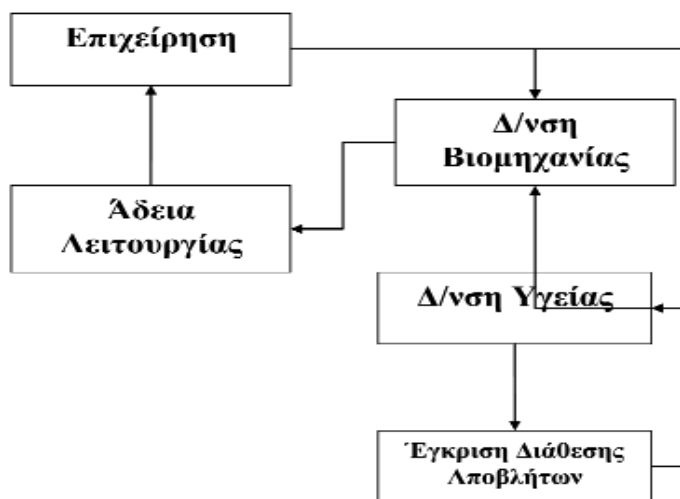 Επιχείρηση
Δ/νση
Βιομηχανίας
Άδεια
Λειτουργίας
Δ/νση Υγείας
Έγκριση Διάθεσης
Αποβλήτων